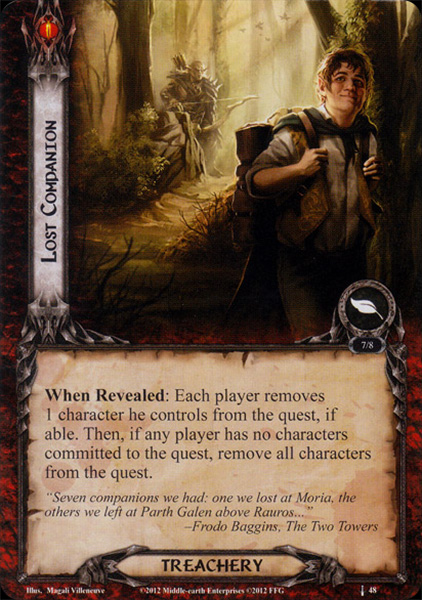 LOST COMPANION
7/8
When Revealed: Each player removes
1 character he controls from the quest, if
able. Then, if any player has no characters
committed to the quest, remove all characters
from the quest.
“Seven companions we had: one we lost at Moria, the
others we left at Parth Galen above Rauros...”
–Frodo Baggins, The Two Towers
TREACHERY
Illus. Magali Villeneuve
©2012 Middle-earth Enterprises ©2012 FFG
48